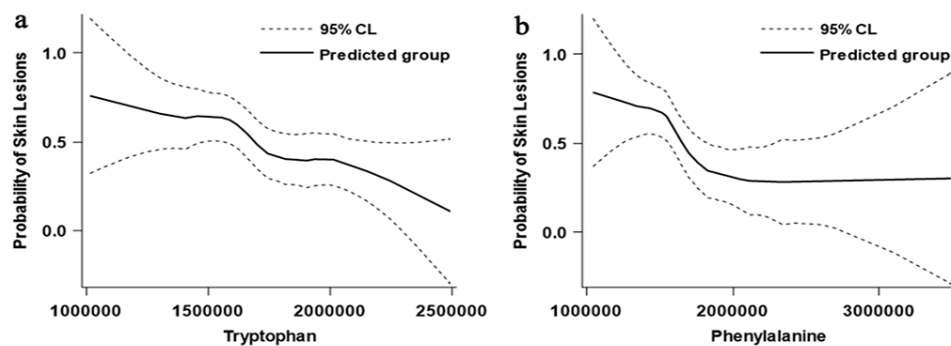 a
95% CL
Predicted group
Probability of Skin Lesions
1.0
0.5
0.0
1000000 1500000 2000000 2500000
Tryptophan
b
95% CL
Predicted group
Probability of Skin Lesions
1.0
0.5
0.0
1000000 2000000 3000000
Phenylalanine